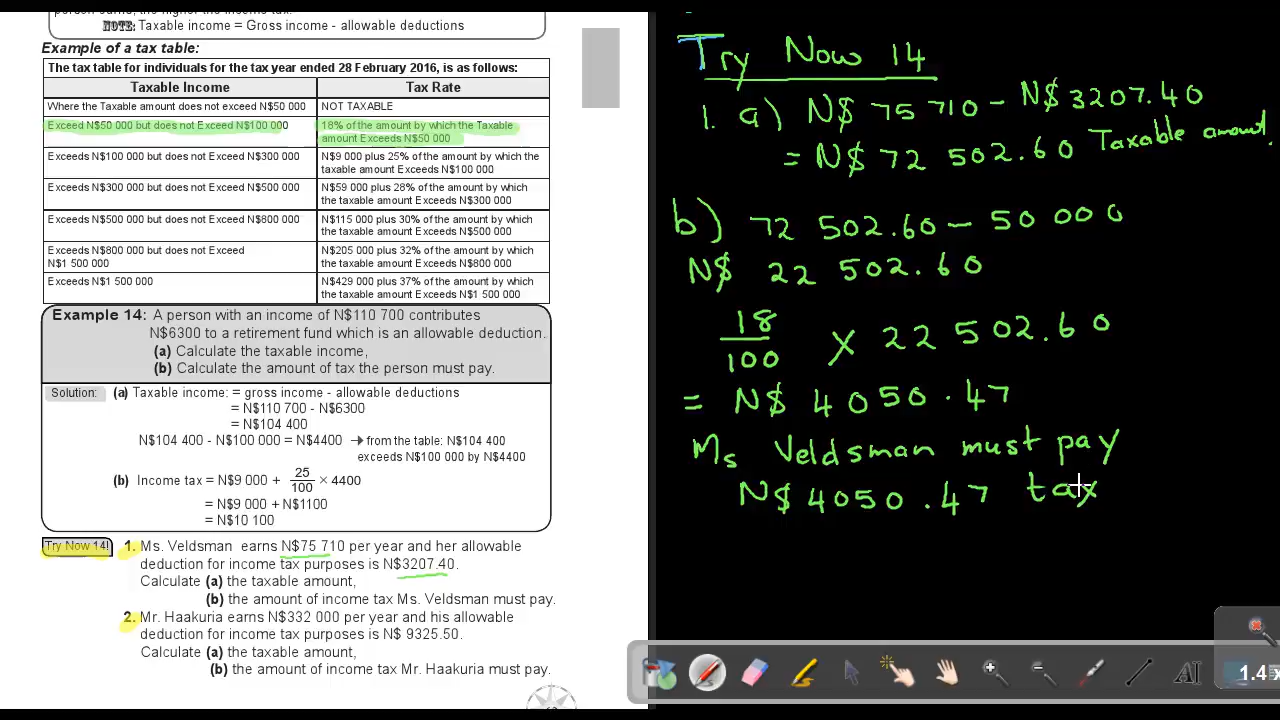 NOTE: Taxable income = Gross income - allowable deductions
Example of a tax table:
The tax table for individuals for the tax year ended 28 February 2016, is as follows:
Taxable Income Tax Rate
Where the Taxable amount does not exceed N$50 000 NOT TAXABLE
Exceed N$50 000 but does not Exceed N$100 000 18% of the amount by which the Taxable
amount Exceeds N$50 000
Exceeds N$100 000 but does not Exceed N$300 000 N$9 000 plus 25% of the amount by which the
taxable amount Exceeds N$100 000
Exceeds N$300 000 but does not Exceed N$500 000 N$59 000 plus 28% of the amount by which
the taxable amount Exceeds N$300 000
Exceeds N$500 000 but does not Exceed N$800 000 N$115 000 plus 30% of the amount by which
the taxable amount Exceeds N$500 000
Exceeds N$800 000 but does not Exceed N$205 000 plus 32% of the amount by which
N$1 500 000 the taxable amount Exceeds N$800 000
Exceeds N$1 500 000 N$429 000 plus 37% of the amount by which
the taxable amount Exceeds N$1 500 000
Example 14: A person with an income of N$110 700 contributes
N$6300 to a retirement fund which is an allowable deduction.
(a) Calculate the taxable income,
(b) Calculate the amount of tax the person must pay.
Solution: (a) Taxable income: = gross income - allowable deductions
= N$110 700 - N$6300
= N$104 400
N$104 400 - N$100 000 = N$4400 → from the table: N$104 400
exceeds N$100 000 by N$4400
(b) Income tax = N$9 000 + 25/100 × 4400
= N$9 000 + N$1100
= N$10 100
Try Now 14! 1. Ms. Veldsman earns N$75 710 per year and her allowable
deduction for income tax purposes is N$3207.40.
Calculate (a) the taxable amount,
(b) the amount of income tax Ms. Veldsman must pay.
2. Mr. Haakuria earns N$332 000 per year and his allowable
deduction for income tax purposes is N$ 9325.50.
Calculate (a) the taxable amount,
(b) the amount of income tax Mr. Haakuria must pay.
Try Now 14
1. a) N$ 75 710 - N$3207.40
= N$ 72 502.60 Taxable amount.
b) 72 502.60 - 50 000
N$ 22 502.60
18/100 x 22 502.60
= N$ 4050.47
Ms Veldsman must pay
N$4050.47 tax
AI
1.4 x